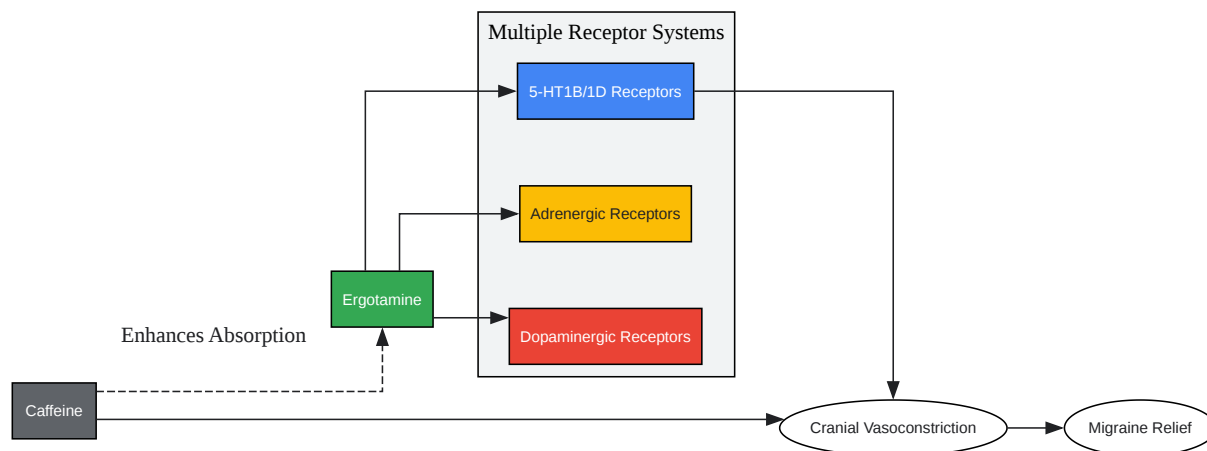 Multiple Receptor Systems
5-HT1B/1D Receptors
Adrenergic Receptors
Ergotamine
Enhances Absorption
Dopaminergic Receptors
Caffeine
Cranial Vasoconstriction
Migraine Relief